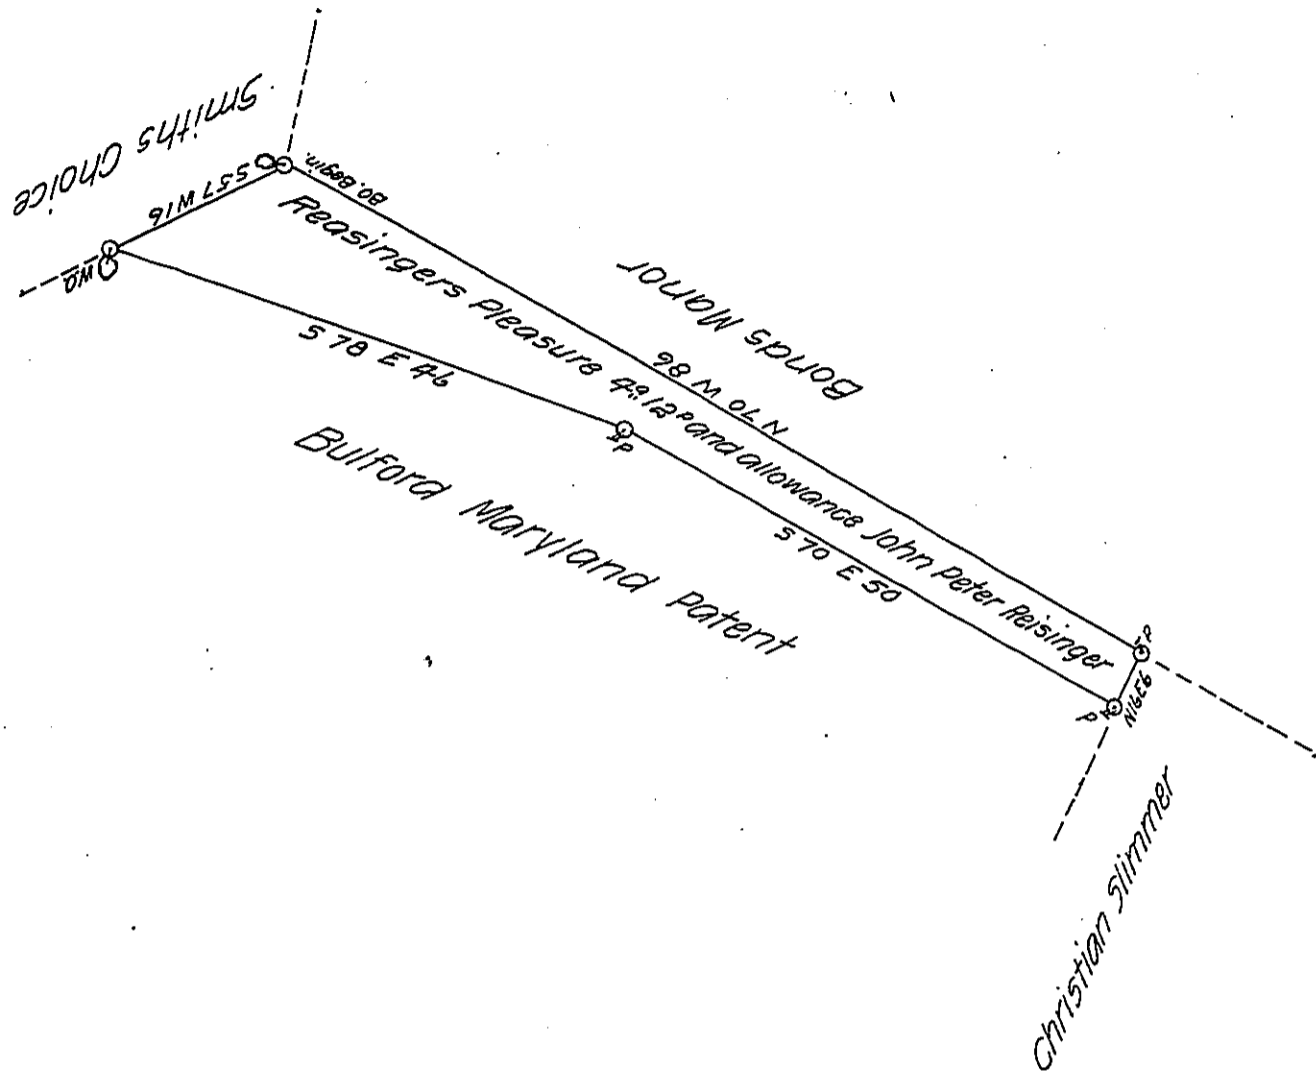 Smiths Choice
S 57 W 16
O
BO. Begin.
WO
Reasingers Pleasure 4ª 12ᴾ and allowance John Peter Reisinger
Bonds Manor
N 70 W 86
S 78 E 46
P
Bulford Maryland Patent
S 70 E 50
P
N16E6
P
Christian Slimmer